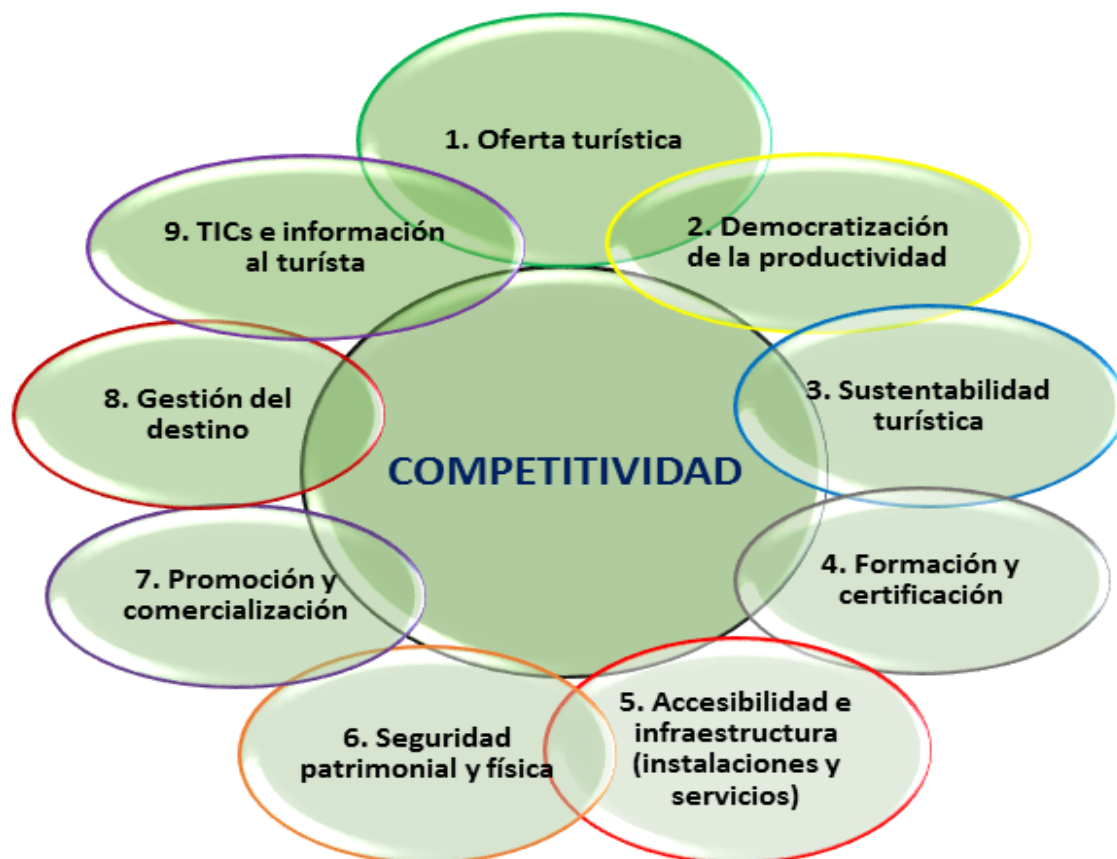 1. Oferta turística
2. Democratización
de la productividad
3. Sustentabilidad
turística
4. Formación y
certificación
5. Accesibilidad e
infraestructura
(instalaciones y
servicios)
6. Seguridad
patrimonial y física
7. Promoción y
comercialización
8. Gestión del
destino
9. TICs e información
al turísta
COMPETITIVIDAD